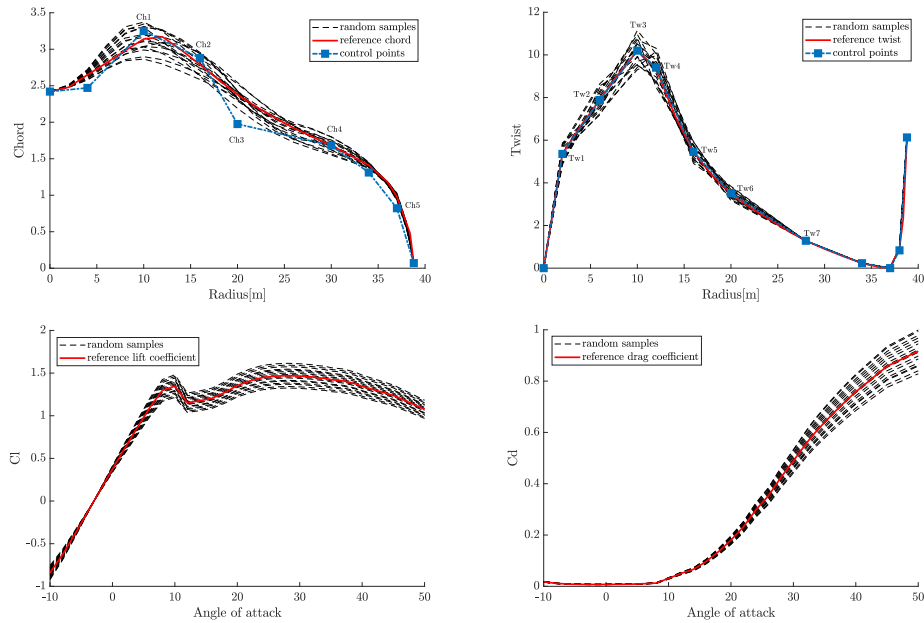 3.5
3
2.5
2
1.5
1
0.5
0
0 5 10 15 20 25 30 35 40
Chord
Radius[m]
Ch1
Ch2
Ch3
Ch4
Ch5
random samples
reference chord
control points
12
10
8
6
4
2
0
0 5 10 15 20 25 30 35 40
Twist
Radius[m]
Tw1
Tw2
Tw3
Tw4
Tw5
Tw6
Tw7
random samples
reference twist
control points
2
1.5
1
0.5
0
-0.5
-1
-10 0 10 20 30 40 50
Cl
Angle of attack
random samples
reference lift coefficient
1
0.8
0.6
0.4
0.2
0
-10 0 10 20 30 40 50
Cd
Angle of attack
random samples
reference drag coefficient